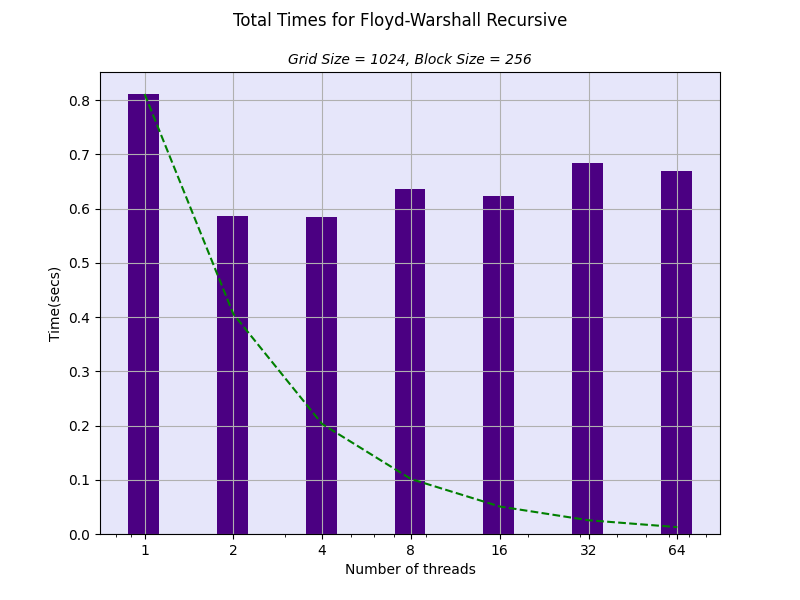 Total Times for Floyd-Warshall Recursive
Grid Size = 1024, Block Size = 256
0.8
0.7
0.6
0.5
0.4
0.3
0.2
0.1
0.0
Time(secs)
1 2 4 8 16 32 64
Number of threads